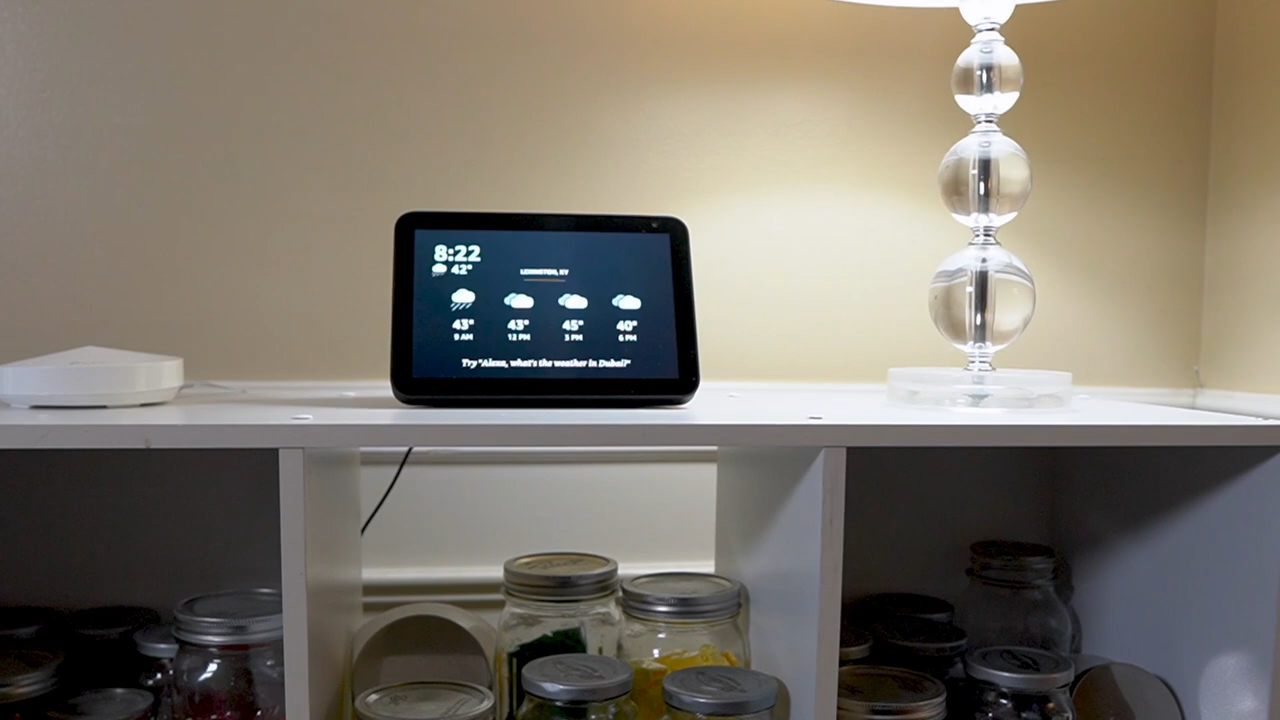 8:22
42°
LEXINGTON, KY
43° 43° 45° 40°
9 AM 12 PM 3 PM 6 PM
Try "Alexa, what's the weather in Dubai?"